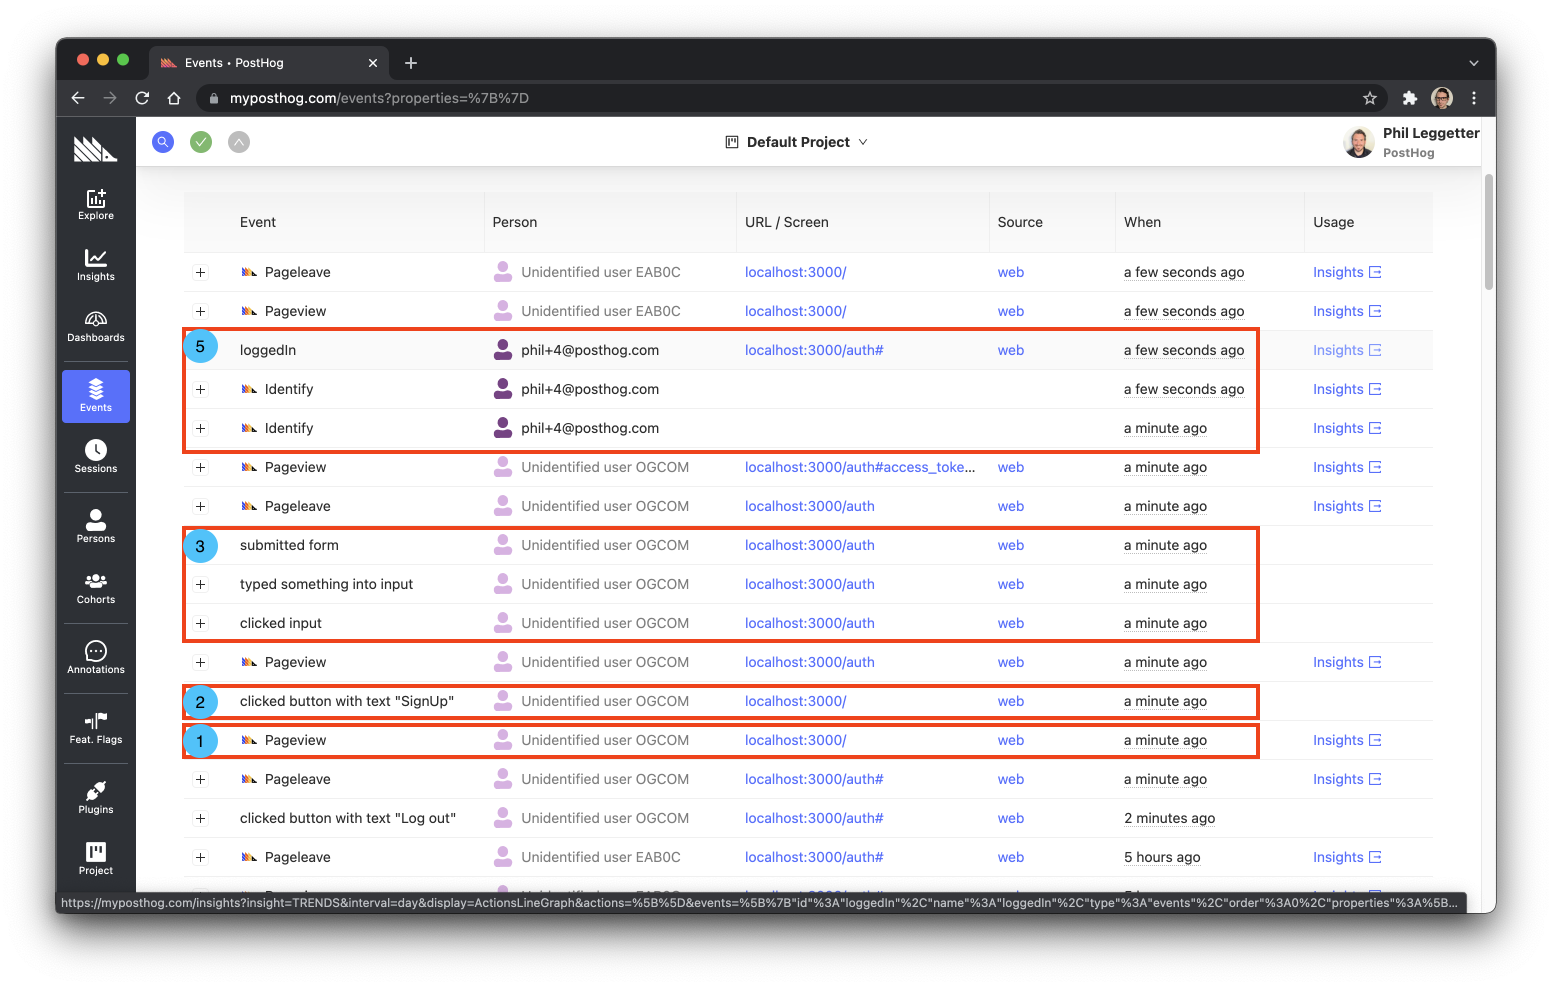 Events • PostHog
myposthog.com/events?properties=%7B%7D
Default Project
Phil Leggetter
PostHog
Explore
Insights
Dashboards
Events
Sessions
Persons
Cohorts
Annotations
Feat. Flags
Plugins
Project
Event Person URL / Screen Source When Usage
Pageleave Unidentified user EAB0C localhost:3000/ web a few seconds ago Insights
Pageview Unidentified user EAB0C localhost:3000/ web a few seconds ago Insights
5 loggedIn phil+4@posthog.com localhost:3000/auth# web a few seconds ago Insights
Identify phil+4@posthog.com a few seconds ago Insights
Identify phil+4@posthog.com a minute ago Insights
Pageview Unidentified user OGCOM localhost:3000/auth#access_toke... web a minute ago Insights
Pageleave Unidentified user OGCOM localhost:3000/auth web a minute ago Insights
3 submitted form Unidentified user OGCOM localhost:3000/auth web a minute ago
typed something into input Unidentified user OGCOM localhost:3000/auth web a minute ago
clicked input Unidentified user OGCOM localhost:3000/auth web a minute ago
Pageview Unidentified user OGCOM localhost:3000/auth web a minute ago Insights
2 clicked button with text "SignUp" Unidentified user OGCOM localhost:3000/ web a minute ago
1 Pageview Unidentified user OGCOM localhost:3000/ web a minute ago Insights
Pageleave Unidentified user OGCOM localhost:3000/auth# web a minute ago Insights
clicked button with text "Log out" Unidentified user OGCOM localhost:3000/auth# web 2 minutes ago
Pageleave Unidentified user EAB0C localhost:3000/auth# web 5 hours ago Insights
https://myposthog.com/insights?insight=TRENDS&interval=day&display=ActionsLineGraph&actions=%5B%5D&events=%5B%7B"id"%3A"loggedIn"%2C"name"%3A"loggedIn"%2C"type"%3A"events"%2C"order"%3A0%2C"properties"%3A%5B...